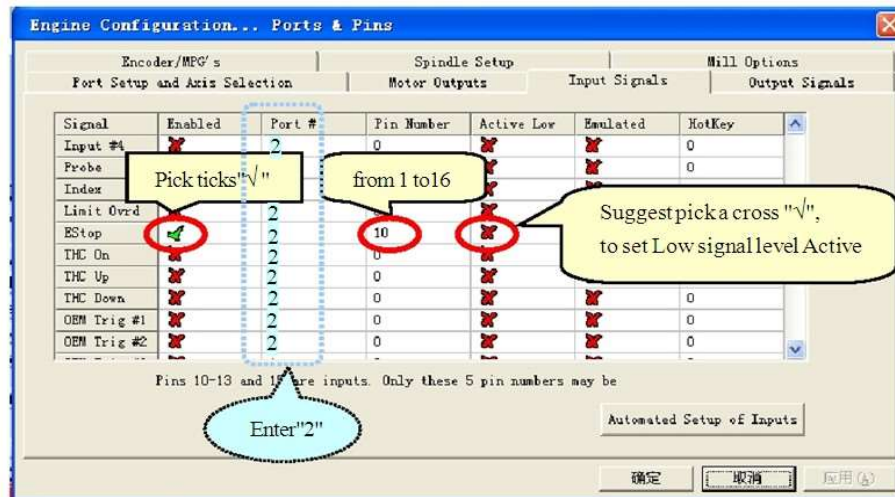 Engine Configuration... Ports & Pins
Encoder/MPG's Spindle Setup Mill Options
Port Setup and Axis Selection Motor Outputs Input Signals Output Signals
Signal Enabled Port # Pin Number Active Low Emulated HotKey
Input #4 2 0 0
Probe 0
Index
Limit Ovrd 2
EStop 2 10
THC On 2 0
THC Up 2 0
THC Down 2 0 0
OEM Trig #1 2 0 0
OEM Trig #2 2 0 0
Pick ticks"√"
from 1 to16
Suggest pick a cross "√",
to set Low signal level Active
Pins 10-13 and 15 are inputs. Only these 5 pin numbers may be
Enter"2"
Automated Setup of Inputs
确定 取消 应用(A)